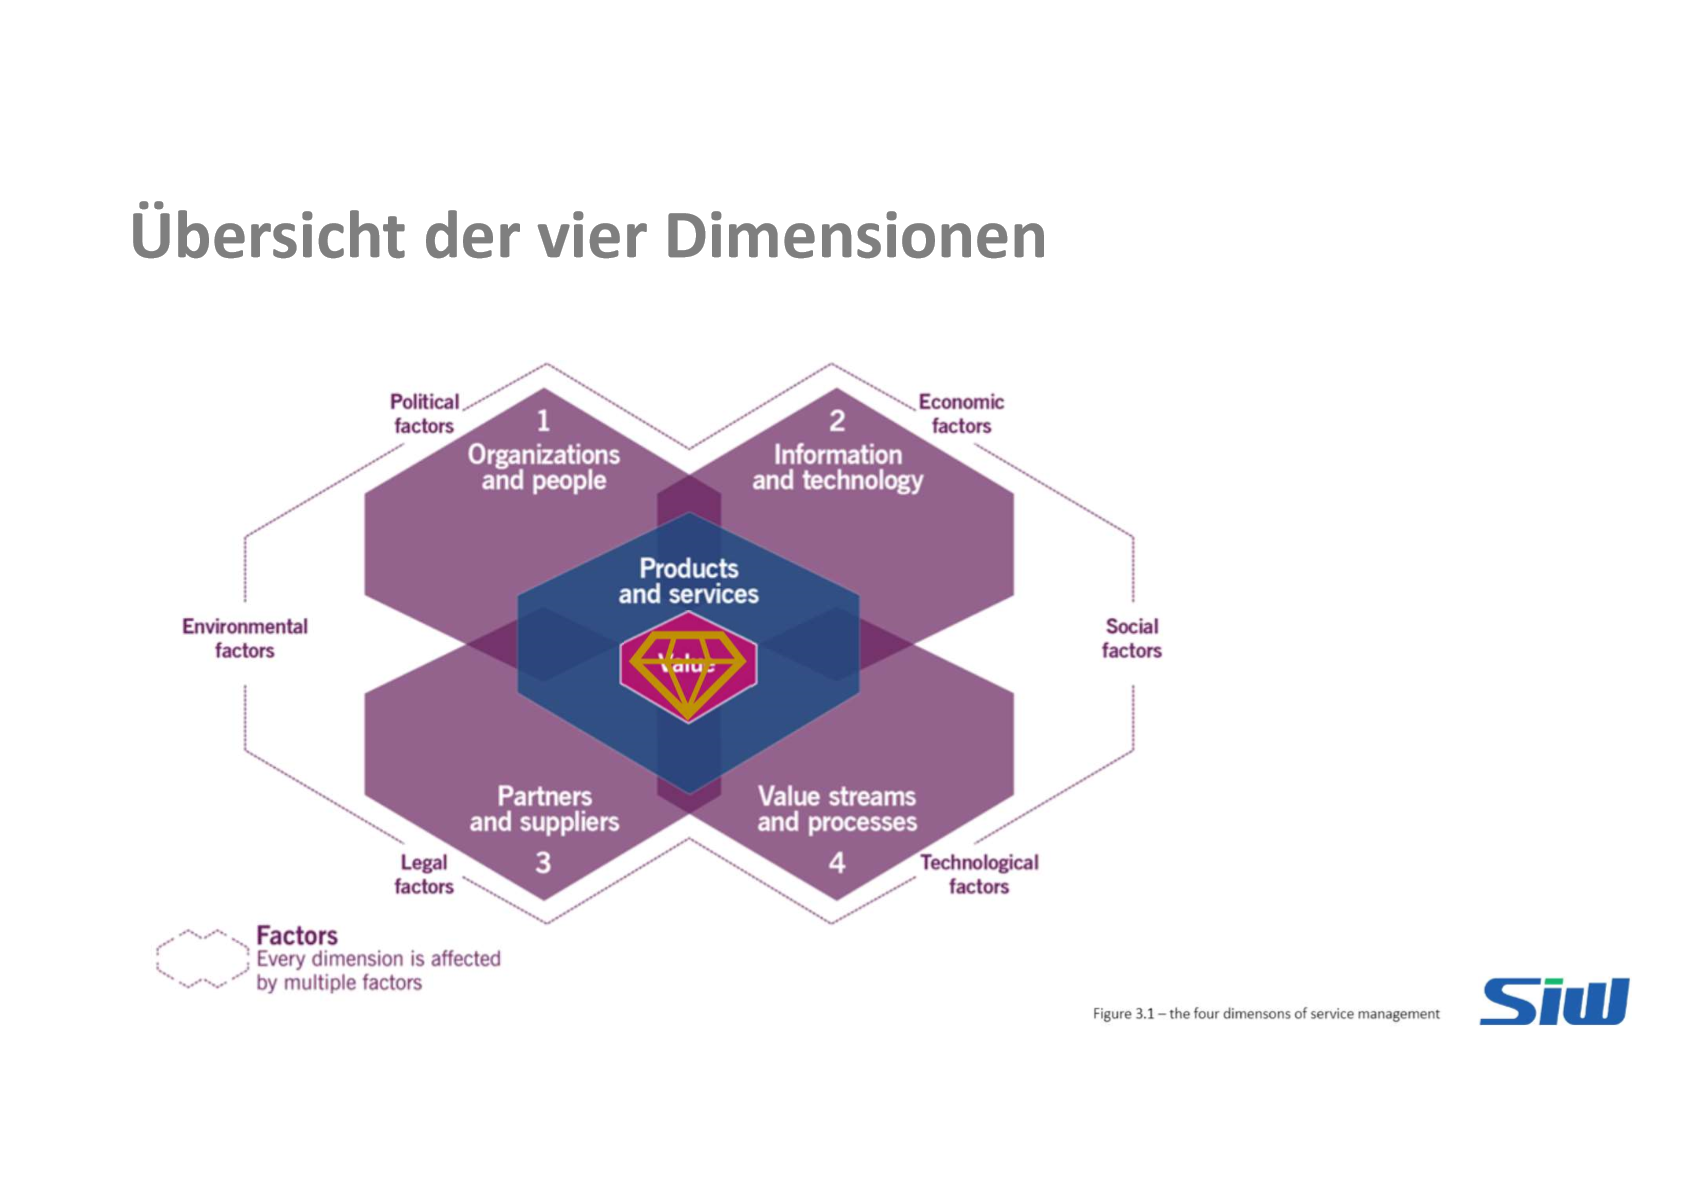 Übersicht der vier Dimensionen
Political
factors
Economic
factors
1
Organizations
and people
2
Information
and technology
Products
and services
Value
Environmental
factors
Social
factors
Partners
and suppliers
3
Value streams
and processes
4
Legal
factors
Technological
factors
Factors
Every dimension is affected
by multiple factors
Figure 3.1 – the four dimensons of service management
SIW